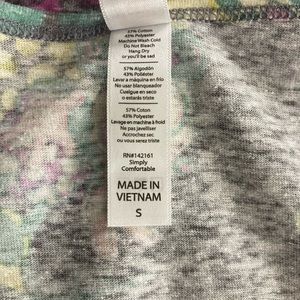 57% Cotton
43% Polyester
Machine Wash Cold
Do Not Bleach
Hang Dry
or you'll be sad
57% Algodón
43% Poliéster
Lavar a máquina en frío
No usar blanqueador
Cuelgue en seco
o estarás triste
57% Coton
43% Polyester
Lavage en machine à froid
Ne pas javelliser
Accrochez sec
ou vous serez triste
RN#142161
Simply
Comfortable
MADE IN
VIETNAM
S